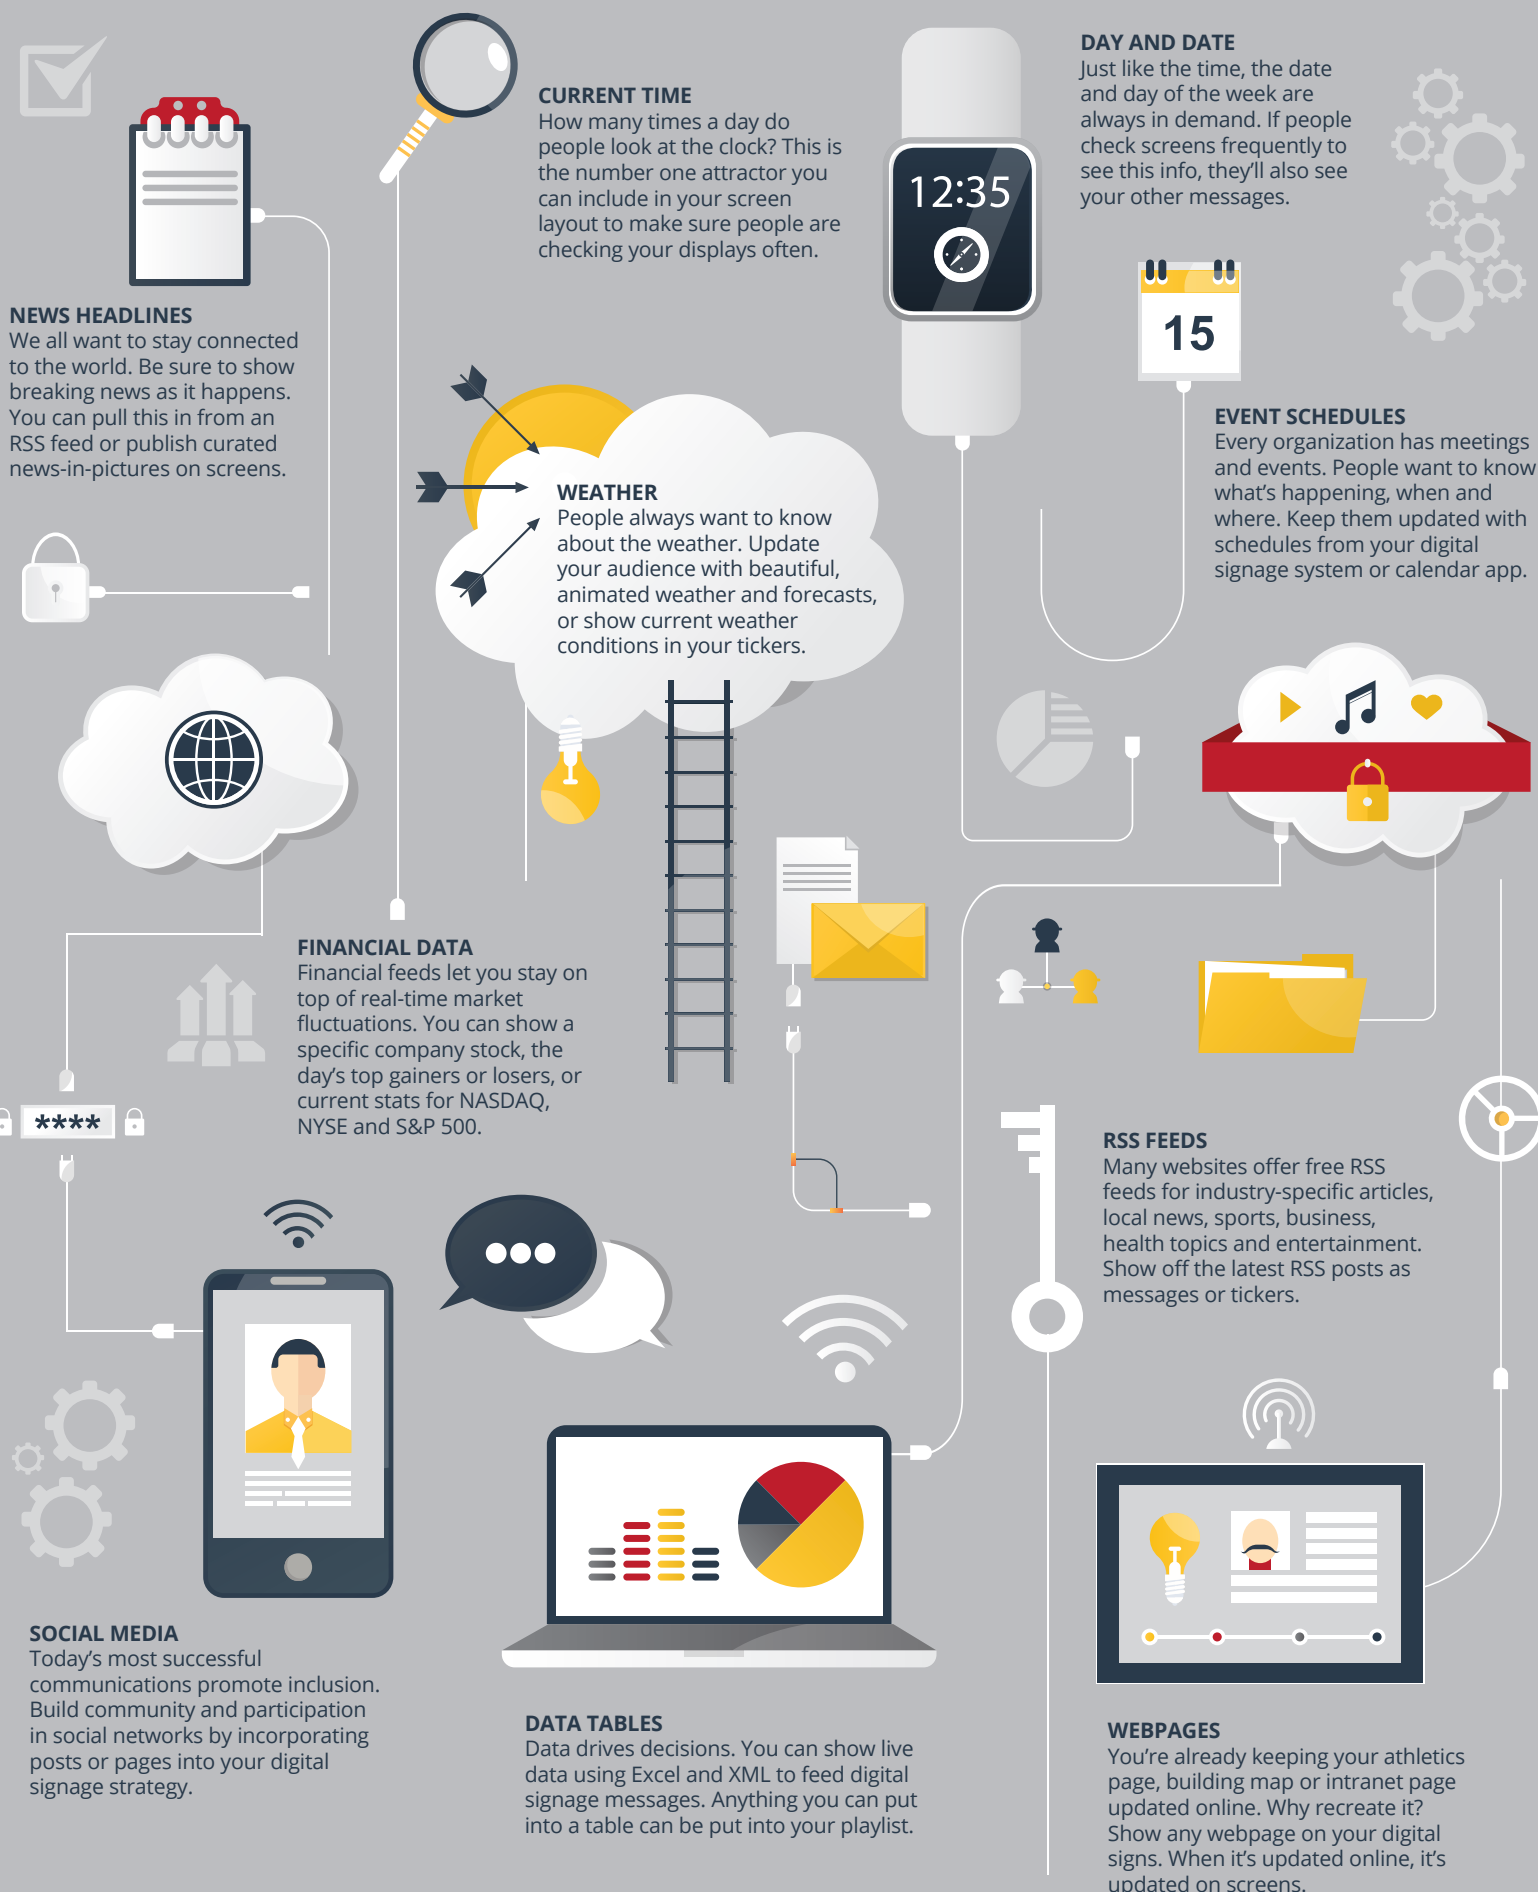 CURRENT TIME
How many times a day do
people look at the clock? This is
the number one attractor you
can include in your screen
layout to make sure people are
checking your displays often.
DAY AND DATE
Just like the time, the date
and day of the week are
always in demand. If people
check screens frequently to
see this info, they'll also see
your other messages.
12:35
15
NEWS HEADLINES
We all want to stay connected
to the world. Be sure to show
breaking news as it happens.
You can pull this in from an
RSS feed or publish curated
news-in-pictures on screens.
WEATHER
People always want to know
about the weather. Update
your audience with beautiful,
animated weather and forecasts,
or show current weather
conditions in your tickers.
EVENT SCHEDULES
Every organization has meetings
and events. People want to know
what's happening, when and
where. Keep them updated with
schedules from your digital
signage system or calendar app.
FINANCIAL DATA
Financial feeds let you stay on
top of real-time market
fluctuations. You can show a
specific company stock, the
day's top gainers or losers, or
current stats for NASDAQ,
NYSE and S&P 500.
****
RSS FEEDS
Many websites offer free RSS
feeds for industry-specific articles,
local news, sports, business,
health topics and entertainment.
Show off the latest RSS posts as
messages or tickers.
SOCIAL MEDIA
Today's most successful
communications promote inclusion.
Build community and participation
in social networks by incorporating
posts or pages into your digital
signage strategy.
DATA TABLES
Data drives decisions. You can show live
data using Excel and XML to feed digital
signage messages. Anything you can put
into a table can be put into your playlist.
WEBPAGES
You're already keeping your athletics
page, building map or intranet page
updated online. Why recreate it?
Show any webpage on your digital
signs. When it's updated online, it's
updated on screens.